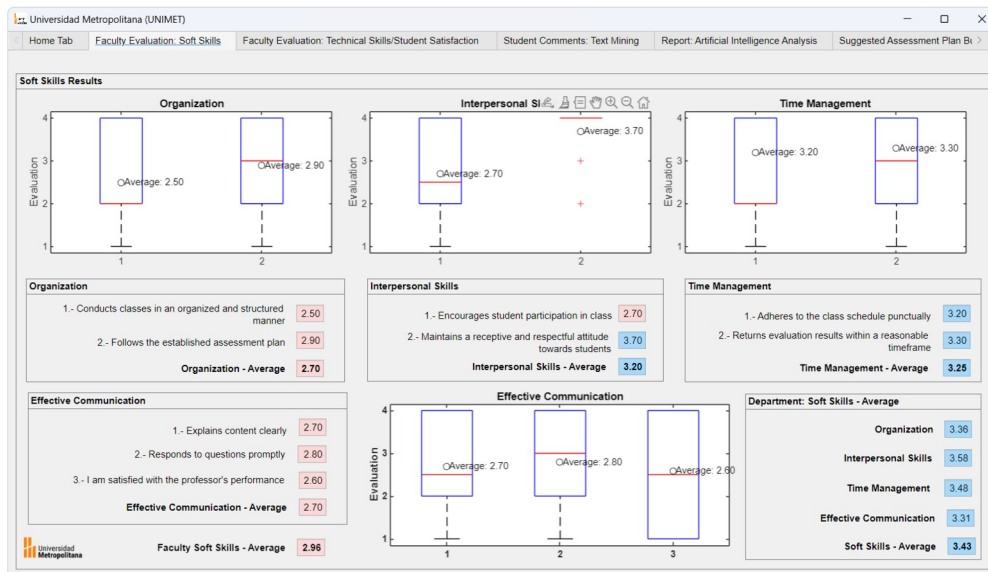 Universidad Metropolitana (UNIMET)
Home Tab
Faculty Evaluation: Soft Skills
Faculty Evaluation: Technical Skills/Student Satisfaction
Student Comments: Text Mining
Report: Artificial Intelligence Analysis
Suggested Assessment Plan
Soft Skills Results
Organization
Evaluation
4
3
2
1
Average: 2.50
Average: 2.90
1
2
Interpersonal
Evaluation
4
3
2
1
Average: 2.70
Average: 3.70
1
2
Time Management
Evaluation
4
3
2
1
Average: 3.20
Average: 3.30
1
2
Organization
1.- Conducts classes in an organized and structured
manner
2.50
2.- Follows the established assessment plan
2.90
Organization - Average
2.70
Interpersonal Skills
1.- Encourages student participation in class
2.70
2.- Maintains a receptive and respectful attitude
towards students
3.70
Interpersonal Skills - Average
3.20
Time Management
1.- Adheres to the class schedule punctually
3.20
2.- Returns evaluation results within a reasonable
timeframe
3.30
Time Management - Average
3.25
Effective Communication
1.- Explains content clearly
2.70
2.- Responds to questions promptly
2.80
3.- I am satisfied with the professor's performance
2.60
Effective Communication - Average
2.70
Universidad
Metropolitana
Faculty Soft Skills - Average
2.96
Effective Communication
Evaluation
4
3
2
1
Average: 2.70
Average: 2.80
Average: 2.60
1
2
3
Department: Soft Skills - Average
Organization
3.36
Interpersonal Skills
3.58
Time Management
3.48
Effective Communication
3.31
Soft Skills - Average
3.43